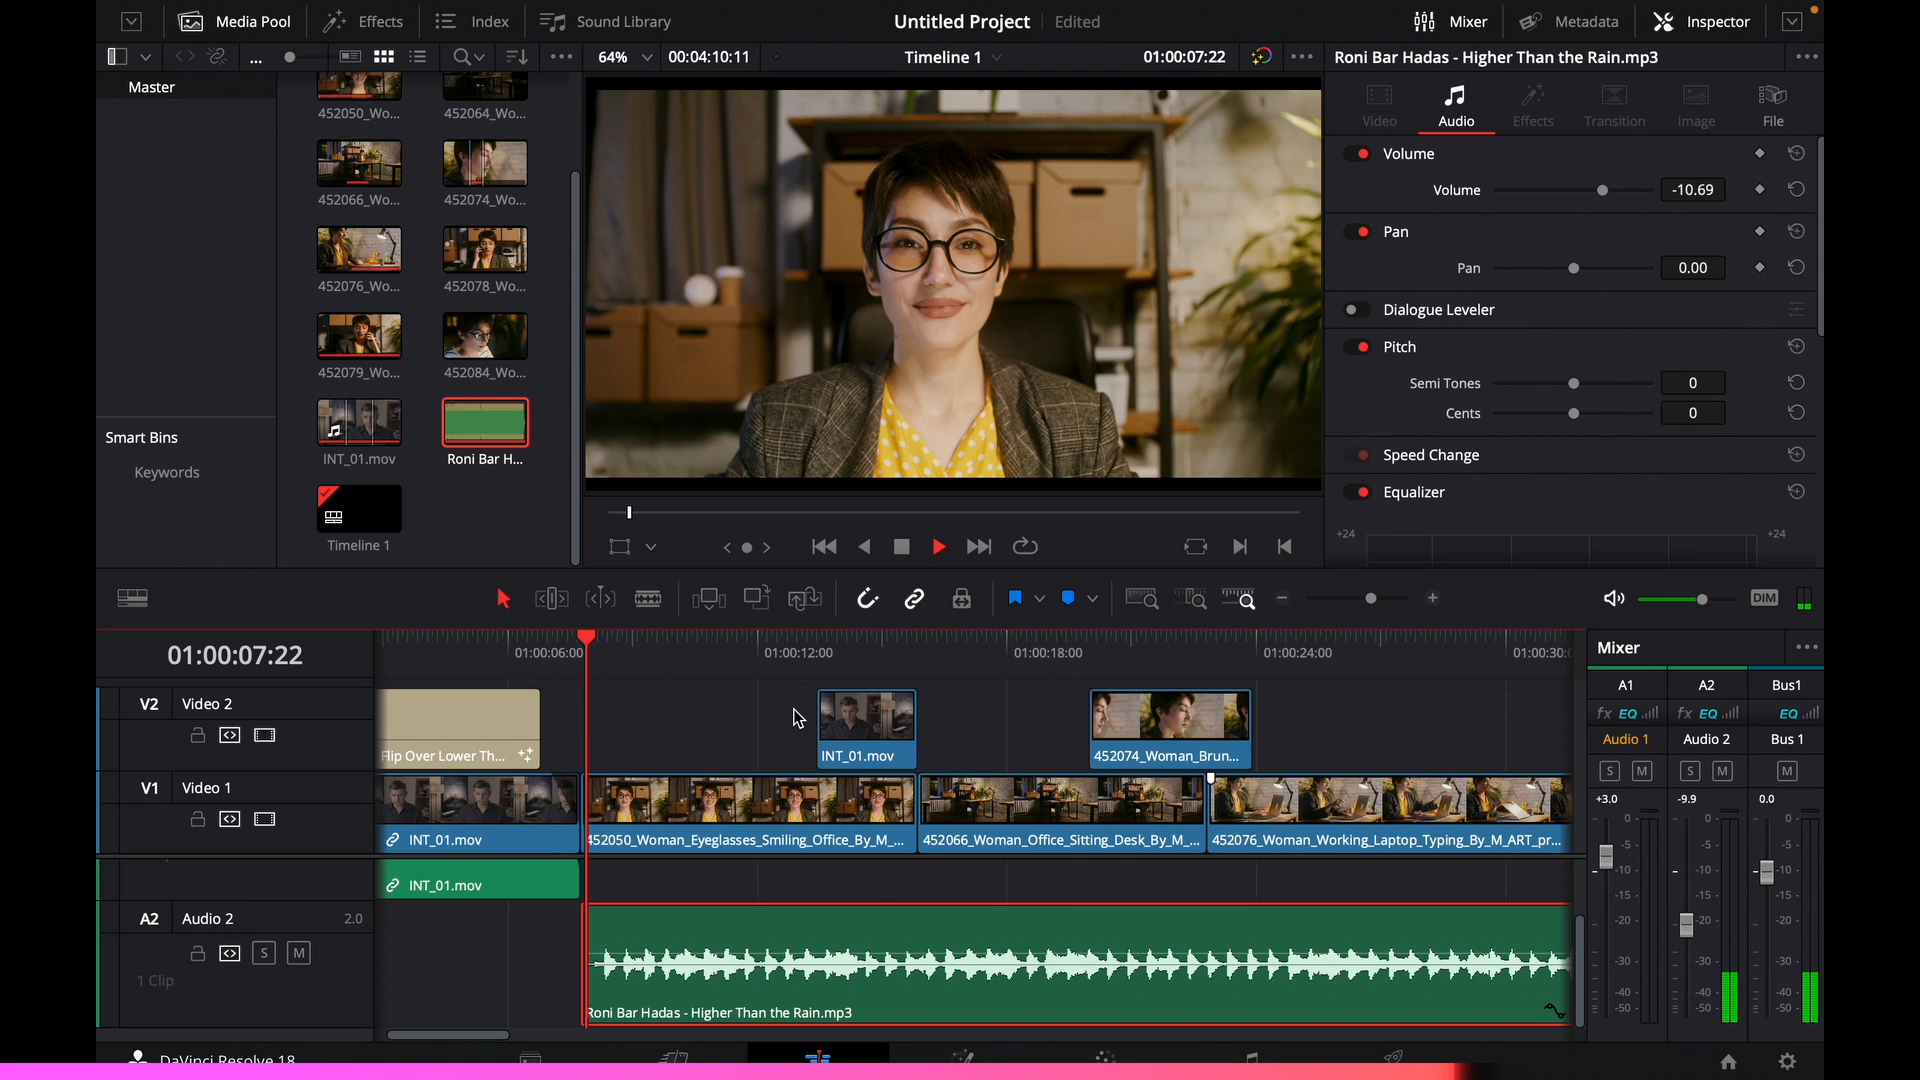 Media Pool Effects Index Sound Library Untitled Project Edited Mixer Metadata Inspector
64% 00:04:10:11 Timeline 1 01:00:07:22 Roni Bar Hadas - Higher Than the Rain.mp3
Master
452050_Wo... 452064_Wo...
452066_Wo... 452074_Wo...
452076_Wo... 452078_Wo...
452079_Wo... 452084_Wo...
INT_01.mov Roni Bar H...
Timeline 1
Smart Bins
Keywords
Video Audio Effects Transition Image File
Volume
Volume -10.69
Pan
Pan 0.00
Dialogue Leveler
Pitch
Semi Tones 0
Cents 0
Speed Change
Equalizer
+24 +24
DIM
01:00:07:22
01:00:06:00 01:00:12:00 01:00:18:00 01:00:24:00 01:00:30:
V2 Video 2
Flip Over Lower Th... INT_01.mov 452074_Woman_Brun...
V1 Video 1
INT_01.mov 452050_Woman_Eyeglasses_Smiling_Office_By_M_... 452066_Woman_Office_Sitting_Desk_By_M_... 452076_Woman_Working_Laptop_Typing_By_M_ART_pr...
INT_01.mov
A2 Audio 2 2.0
S M
1 Clip
Roni Bar Hadas - Higher Than the Rain.mp3
Mixer
A1 A2 Bus1
fx EQ fx EQ EQ
Audio 1 Audio 2 Bus 1
S M S M M
+3.0 -9.9 0.0
0- 0- 0-
-5- -5- -5-
-10- -10- -10-
-15- -15- -15-
-20- -20- -20-
-30- -30- -30-
-40- -40- -40-
-50- -50- -50-
DaVinci Resolve 18